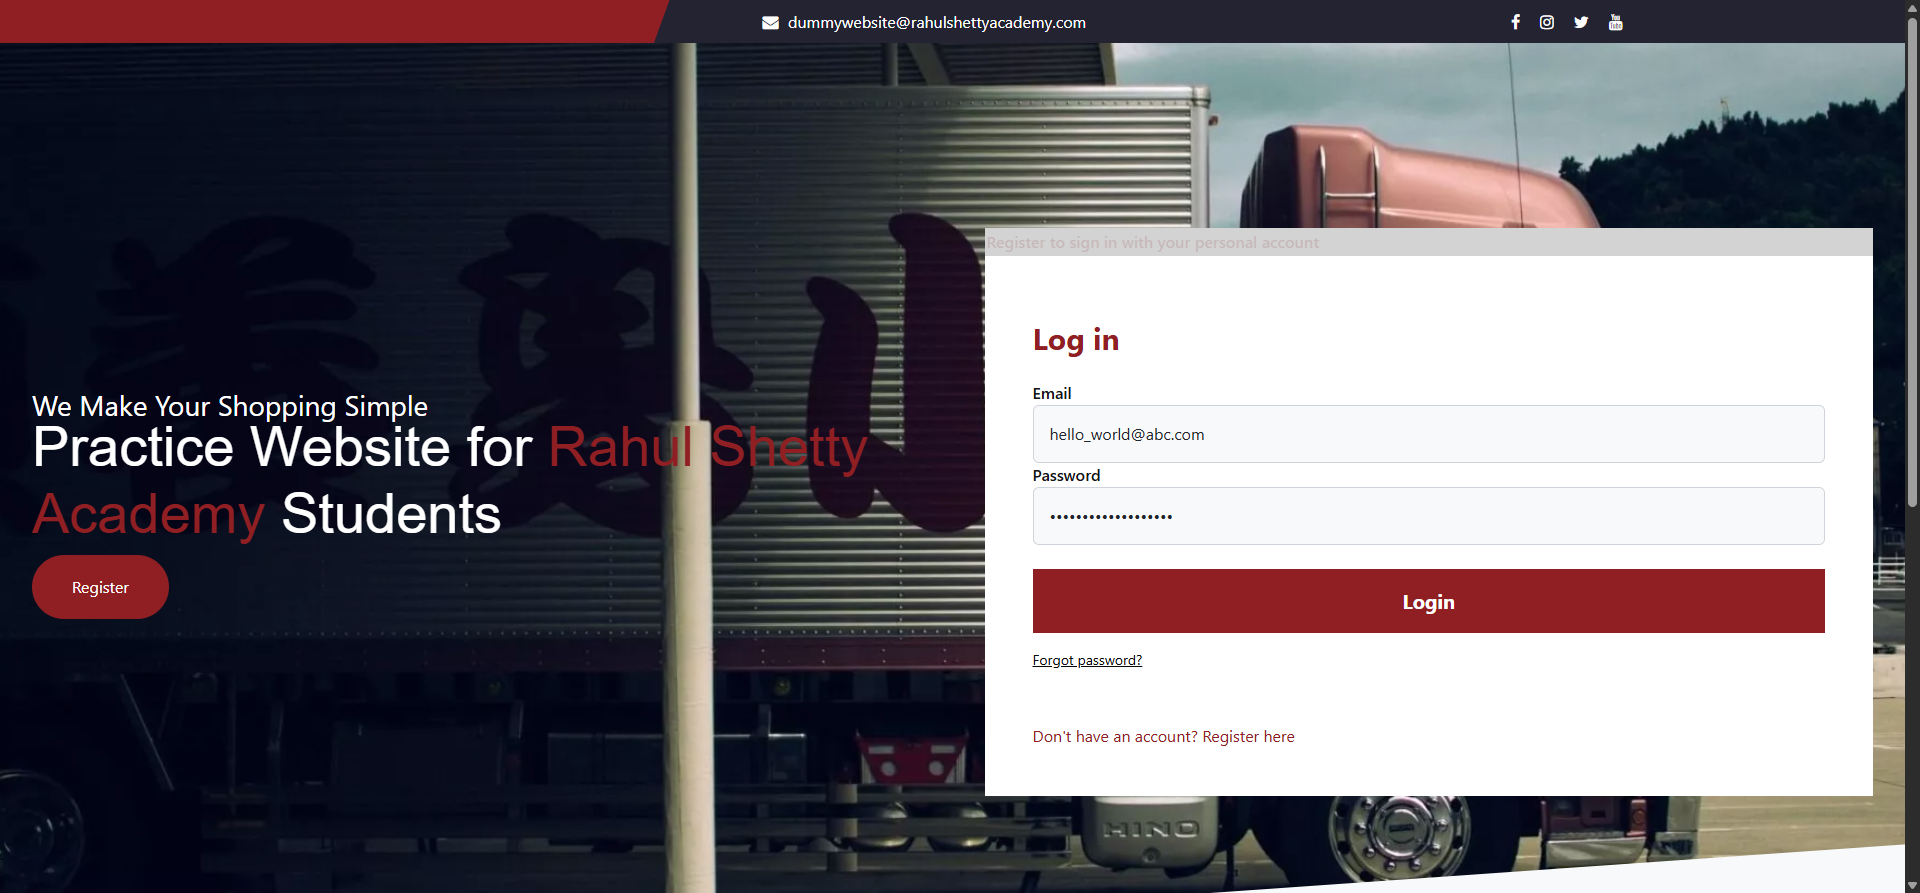 dummywebsite@rahulshettyacademy.com
We Make Your Shopping Simple
Practice Website for Rahul Shetty
Academy Students
Register
Register to sign in with your personal account
Log in
Email
hello_world@abc.com
Password
•••••••••••••••••••
Login
Forgot password?
Don't have an account? Register here
HINO